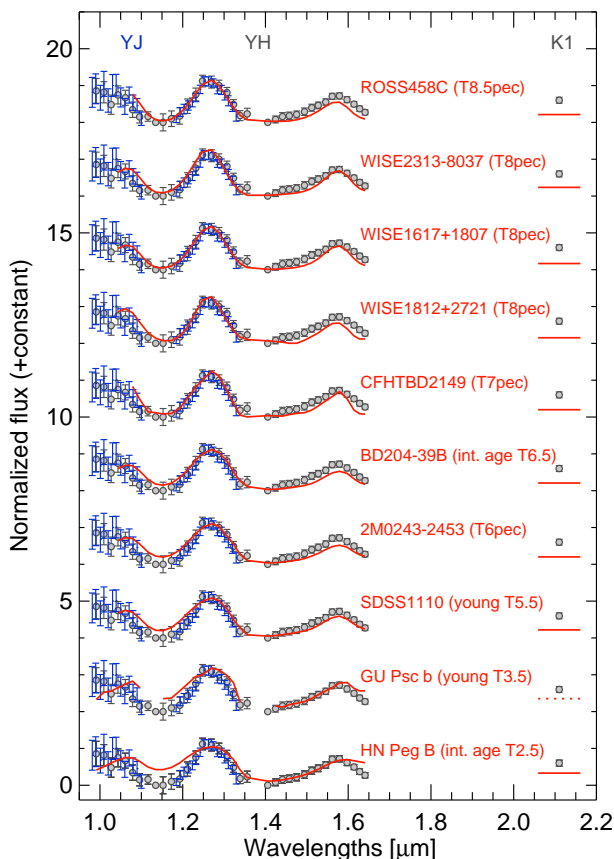 YJ YH K1
20
ROSS458C (T8.5pec)
WISE2313-8037 (T8pec)
15
WISE1617+1807 (T8pec)
WISE1812+2721 (T8pec)
CFHTBD2149 (T7pec)
10
BD204-39B (int. age T6.5)
2M0243-2453 (T6pec)
SDSS1110 (young T5.5)
5
GU Psc b (young T3.5)
HN Peg B (int. age T2.5)
0
Normalized flux (+constant)
1.0 1.2 1.4 1.6 1.8 2.0 2.2
Wavelengths [μm]